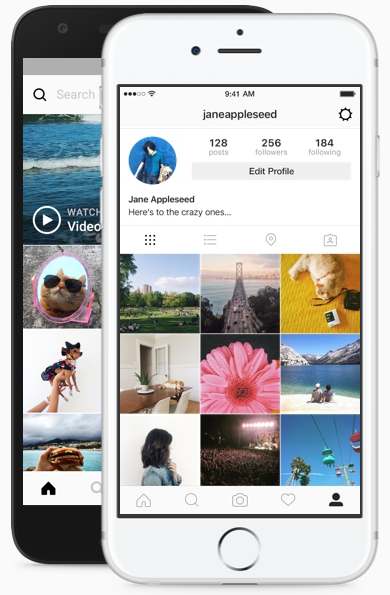 Search
WATCH
Video
9:41 AM
janeappleseed
128
posts
256
followers
184
following
Edit Profile
Jane Appleseed
Here's to the crazy ones...